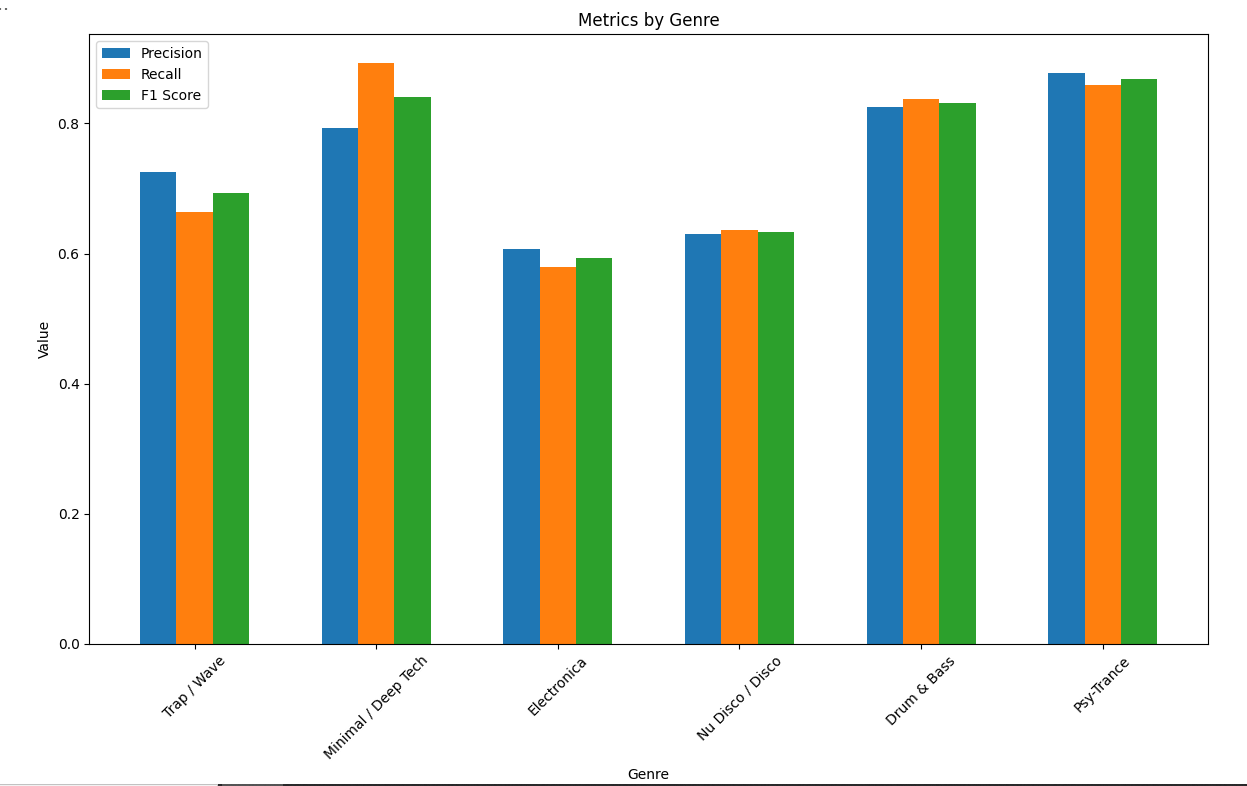 ..
Metrics by Genre
Precision
Recall
F1 Score
0.8
0.6
0.4
0.2
0.0
Value
Trap / Wave
Minimal / Deep Tech
Electronica
Nu Disco / Disco
Drum & Bass
Psy-Trance
Genre